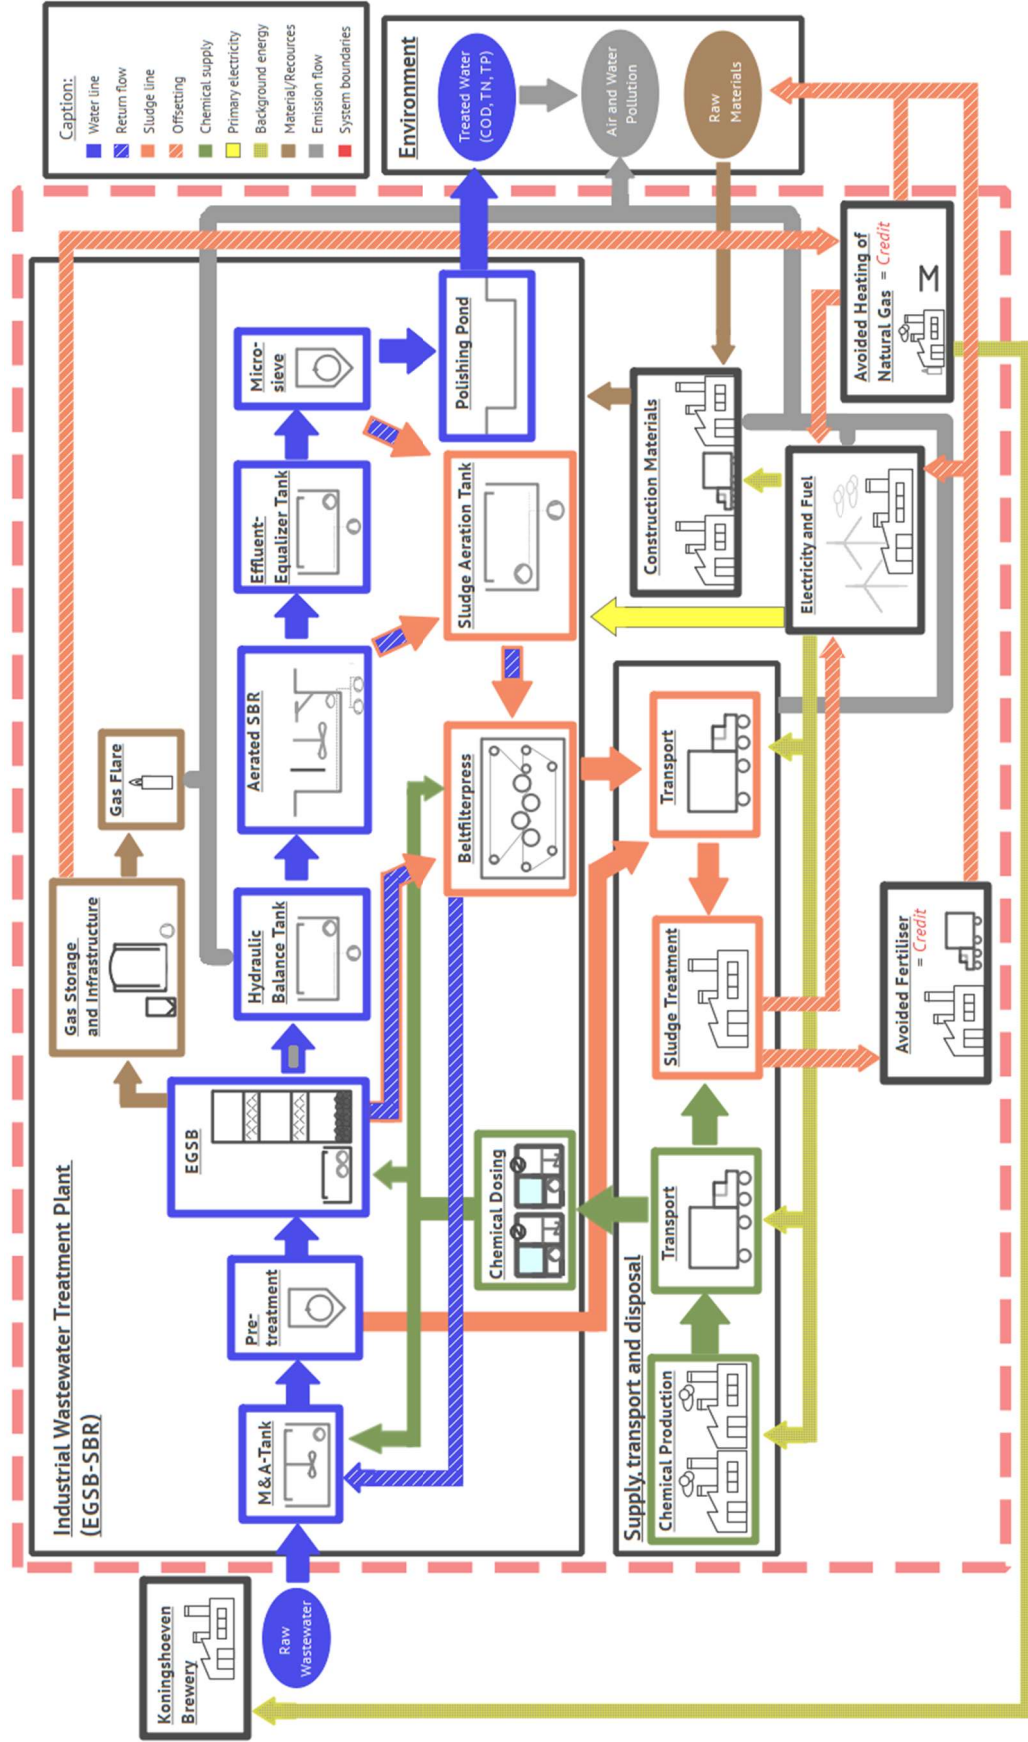 Koningshoeven
Brewery
Raw
Wastewater
Industrial Wastewater Treatment Plant
(EGSB-SBR)
M&A-Tank
Pre-
treatment
EGSB
Gas Storage
and Infrastructure
Gas Flare
Hydraulic
Balance Tank
Aerated SBR
Effluent-
Equalizer Tank
Micro-
sieve
Polishing Pond
Sludge Aeration Tank
Beltfilterpress
Chemical Dosing
Supply, transport and disposal
Chemical Production
Transport
Sludge Treatment
Transport
Construction Materials
Electricity and Fuel
Avoided Fertiliser
= Credit
Avoided Heating of
Natural Gas = Credit
M
Caption:
Water line
Return flow
Sludge line
Offsetting
Chemical supply
Primary electricity
Background energy
Material/Recources
Emission flow
System boundaries
Environment
Treated Water
(COD,TN,TP)
Air and Water
Pollution
Raw
Materials